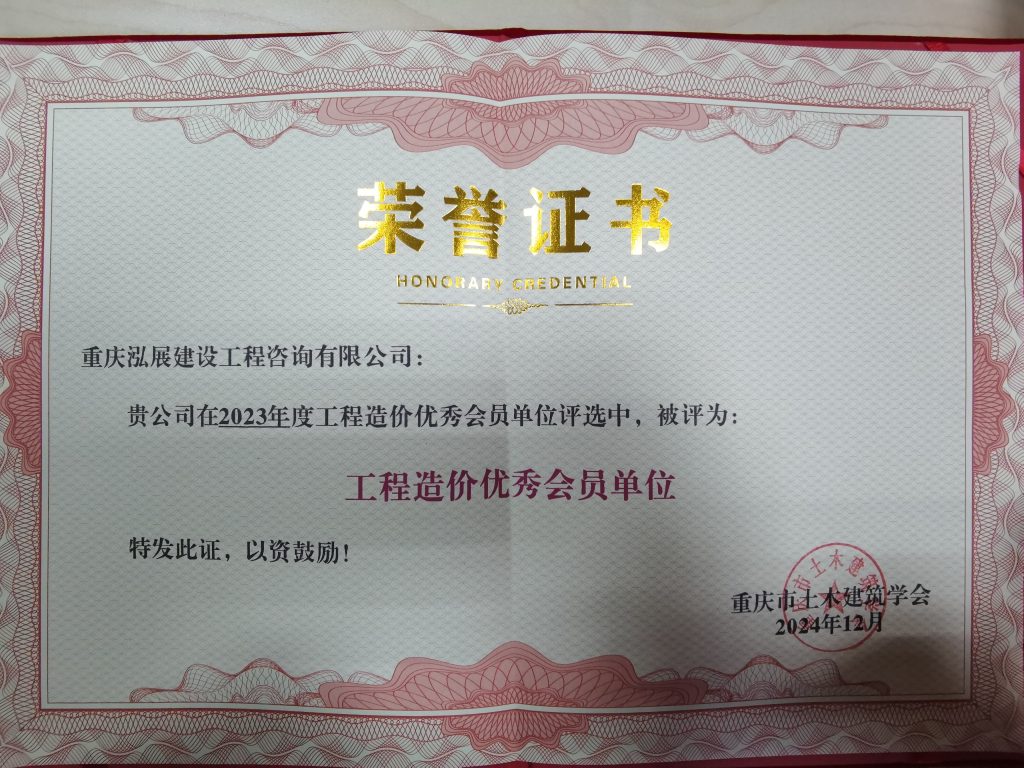 荣誉证书
HONORARY CREDENTIAL
重庆泓展建设工程咨询有限公司：
贵公司在2023年度工程造价优秀会员单位评选中，被评为：
工程造价优秀会员单位
特发此证，以资鼓励！
重庆市土木建筑学会
2024年12月